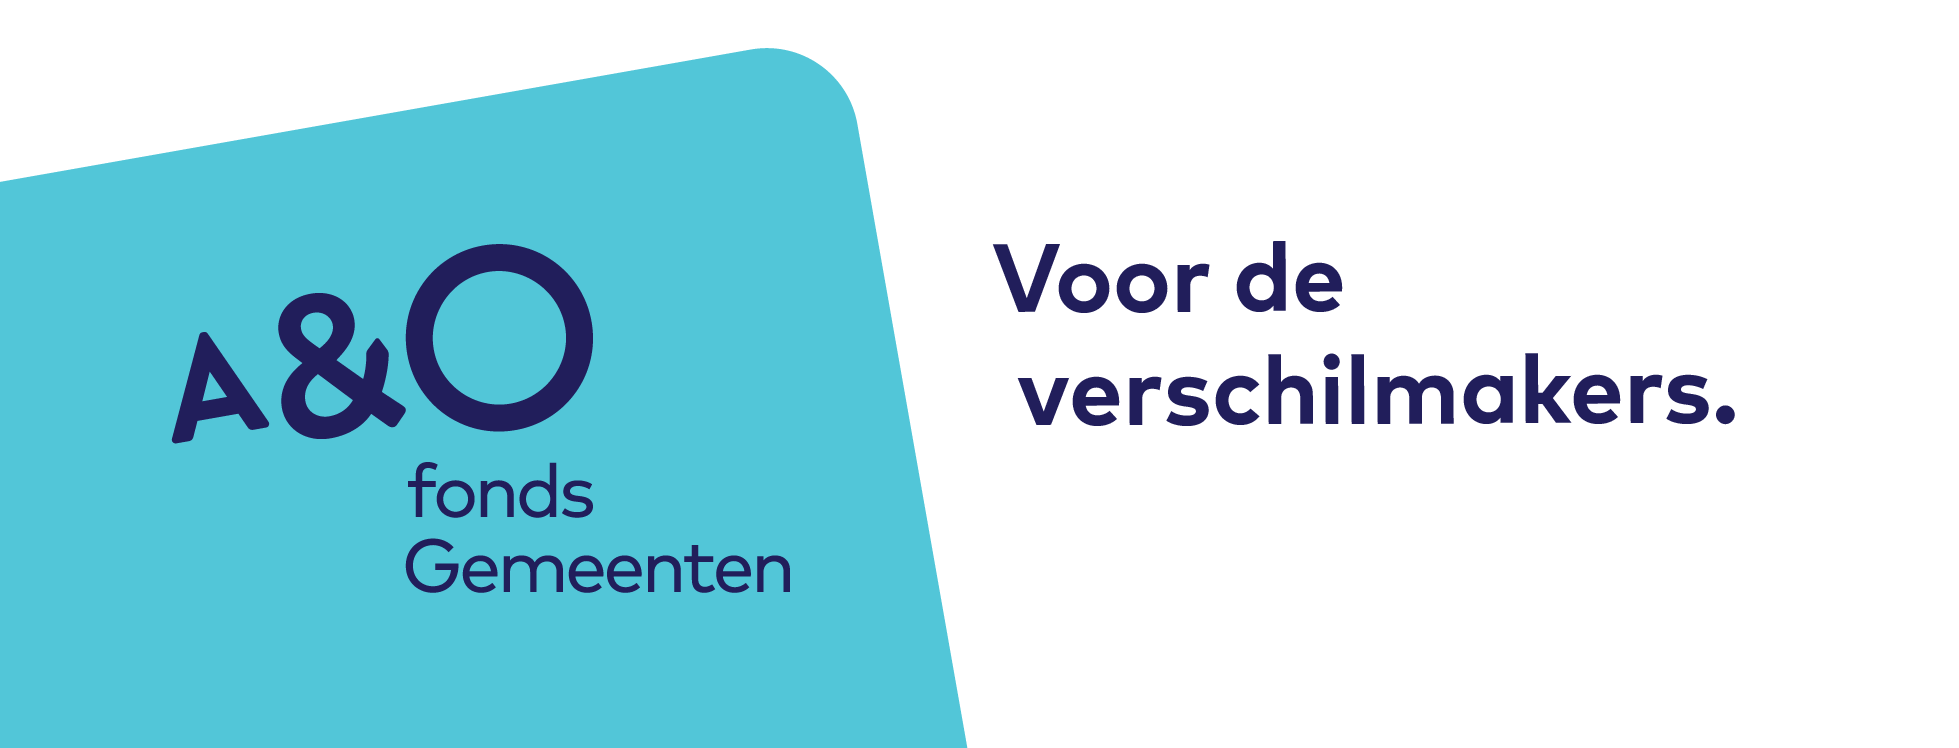 A&O
fonds
Gemeenten
Voor de
verschilmakers.